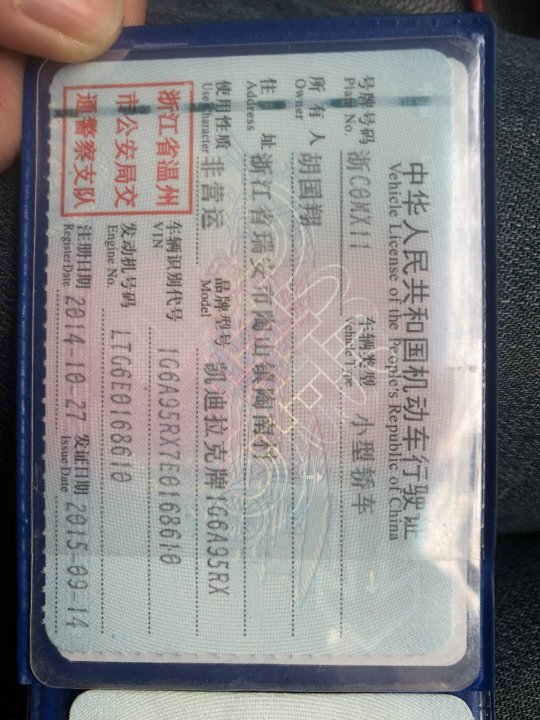 中华人民共和国机动车行驶证
Vehicle License of the People's Republic of China
号牌号码 浙C8MX11 车辆类型 小型轿车
Plate No. Vehicle Type
所有人 胡国翔
Owner
住址 浙江省瑞安市陶山镇陶南村
Address
使用性质 非营运 品牌型号 凯迪拉克牌1G6A95RX
Use Character Model
浙江省温州
市公安局交
通警察支队
车辆识别代号 1G6A95RX7E0168610
VIN
发动机号码 LTG6E0168610
Engine No.
注册日期 2014-10-27 发证日期 2015-09-14
Register Date Issue Date